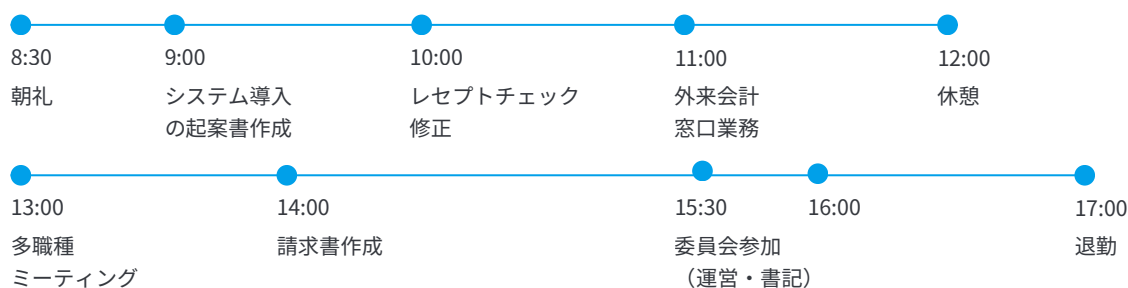 8:30
朝礼
9:00
システム導入
の起案書作成
10:00
レセプトチェック
修正
11:00
外来会計
窓口業務
12:00
休憩
13:00
多職種
ミーティング
14:00
請求書作成
15:30
委員会参加
（運営・書記）
16:00
17:00
退勤